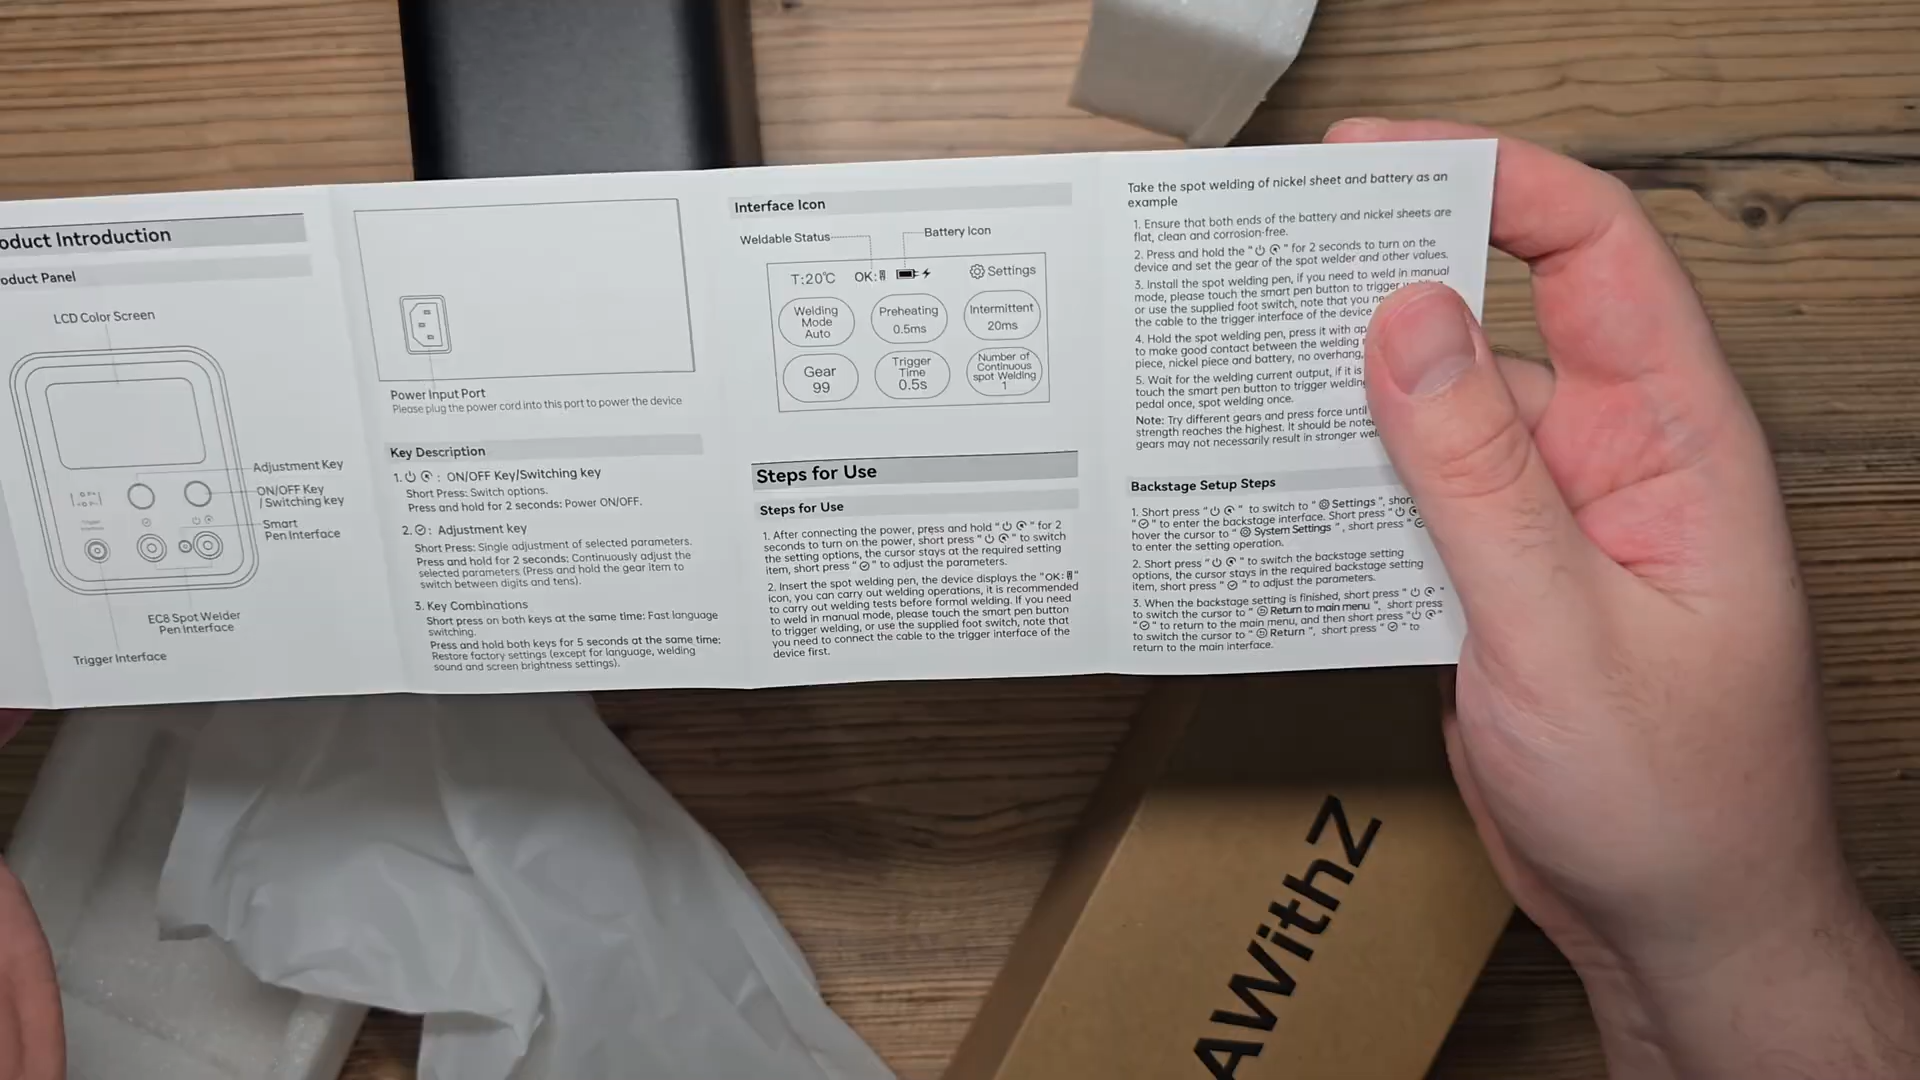 oduct Introduction
oduct Panel
LCD Color Screen
Adjustment Key
ON/OFF Key
/ Switching key
Smart
Pen Interface
EC8 Spot Welder
Pen Interface
Trigger Interface
Power Input Port
Please plug the power cord into this port to power the device
Key Description
1. : ON/OFF Key/Switching key
Short Press: Switch options.
Press and hold for 2 seconds: Power ON/OFF.
2. : Adjustment key
Short Press: Single adjustment of selected parameters.
Press and hold for 2 seconds: Continuously adjust the
selected parameters (Press and hold the gear item to
switch between digits and tens).
3. Key Combinations
Short press on both keys at the same time: Fast language
switching.
Press and hold both keys for 5 seconds at the same time:
Restore factory settings (except for language, welding
sound and screen brightness settings).
Interface Icon
Weldable Status
Battery Icon
T:20℃ OK: Settings
Welding
Mode
Auto
Preheating
0.5ms
Intermittent
20ms
Gear
99
Trigger
Time
0.5s
Number of
Continuous
spot Welding
1
Steps for Use
Steps for Use
1. After connecting the power, press and hold " " for 2
seconds to turn on the power, short press " " to switch
the setting options, the cursor stays at the required setting
item, short press " " to adjust the parameters.
2. Insert the spot welding pen, the device displays the "OK: "
icon, you can carry out welding operations, it is recommended
to carry out welding tests before formal welding. If you need
to weld in manual mode, please touch the smart pen button
to trigger welding, or use the supplied foot switch, note that
you need to connect the cable to the trigger interface of the
device first.
Take the spot welding of nickel sheet and battery as an
example
1. Ensure that both ends of the battery and nickel sheets are
flat, clean and corrosion-free.
2. Press and hold the " " for 2 seconds to turn on the
device and set the gear of the spot welder and other values.
3. Install the spot welding pen, if you need to weld in manual
mode, please touch the smart pen button to trigger
or use the supplied foot switch, note that you
the cable to the trigger interface of the device
4. Hold the spot welding pen, press it with
to make good contact between the welding
piece, nickel piece and battery, no overhang,
5. Wait for the welding current output, if it is
touch the smart pen button to trigger
pedal once, spot welding once.
Note: Try different gears and press force until
strength reaches the highest. It should be
gears may not necessarily result in stronger
Backstage Setup Steps
1. Short press " " to switch to " Settings ",
" " to enter the backstage interface. Short press "
hover the cursor to " System Settings ", short press "
to enter the setting operation.
2. Short press " " to switch the backstage setting
options, the cursor stays in the required backstage setting
item, short press " " to adjust the parameters.
3. When the backstage setting is finished, short press " "
to switch the cursor to " Return to main menu ", short press
" " to return to the main menu, and then short press " "
to switch the cursor to " Return ", short press " " to
return to the main interface.
AWithZ